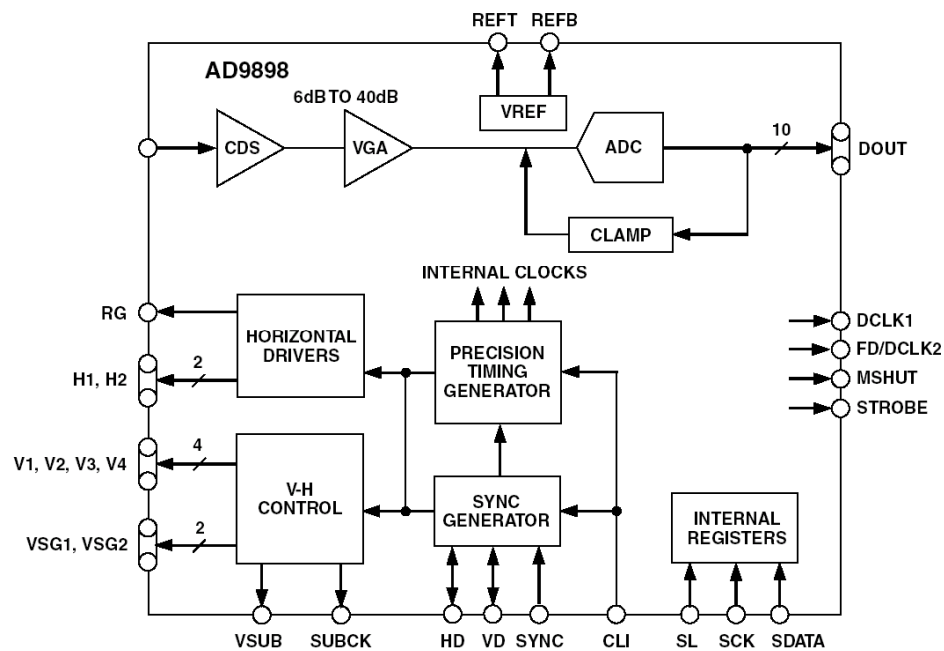 REFT REFB
AD9898
6dB TO 40dB
VREF
CDS
VGA
ADC
10
DOUT
CLAMP
INTERNAL CLOCKS
RG
HORIZONTAL
DRIVERS
PRECISION
TIMING
GENERATOR
DCLK1
FD/DCLK2
MSHUT
STROBE
H1, H2
2
V1, V2, V3, V4
4
V-H
CONTROL
SYNC
GENERATOR
INTERNAL
REGISTERS
VSG1, VSG2
2
VSUB SUBCK HD VD SYNC CLI SL SCK SDATA